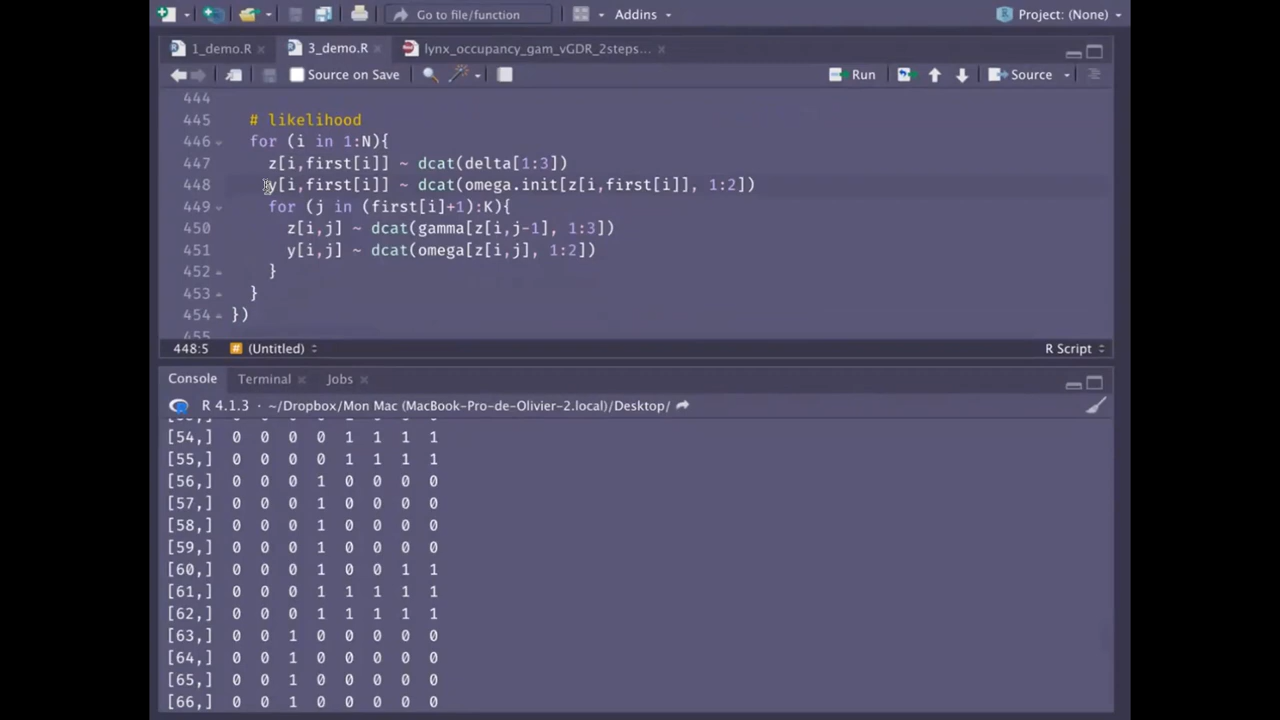 Go to file/function
Addins
Project: (None)
1_demo.R
3_demo.R
lynx_occupancy_gam_vGDR_2steps...
Source on Save
Run
Source
444
445 # likelihood
446 for (i in 1:N){
447 z[i,first[i]] ~ dcat(delta[1:3])
448 y[i,first[i]] ~ dcat(omega.init[z[i,first[i]], 1:2])
449 for (j in (first[i]+1):K){
450 z[i,j] ~ dcat(gamma[z[i,j-1], 1:3])
451 y[i,j] ~ dcat(omega[z[i,j], 1:2])
452 }
453 }
454 })
455
448:5 # (Untitled)
R Script
Console
Terminal
Jobs
R 4.1.3 · ~/Dropbox/Mon Mac (MacBook-Pro-de-Olivier-2.local)/Desktop/
[54,] 0 0 0 0 1 1 1 1
[55,] 0 0 0 0 1 1 1 1
[56,] 0 0 0 1 0 0 0 0
[57,] 0 0 0 1 0 0 0 0
[58,] 0 0 0 1 0 0 0 0
[59,] 0 0 0 1 0 0 0 0
[60,] 0 0 0 1 0 0 1 1
[61,] 0 0 0 1 1 1 1 1
[62,] 0 0 0 1 1 1 1 1
[63,] 0 0 1 0 0 0 0 0
[64,] 0 0 1 0 0 0 0 0
[65,] 0 0 1 0 0 0 0 0
[66,] 0 0 1 0 0 0 0 0